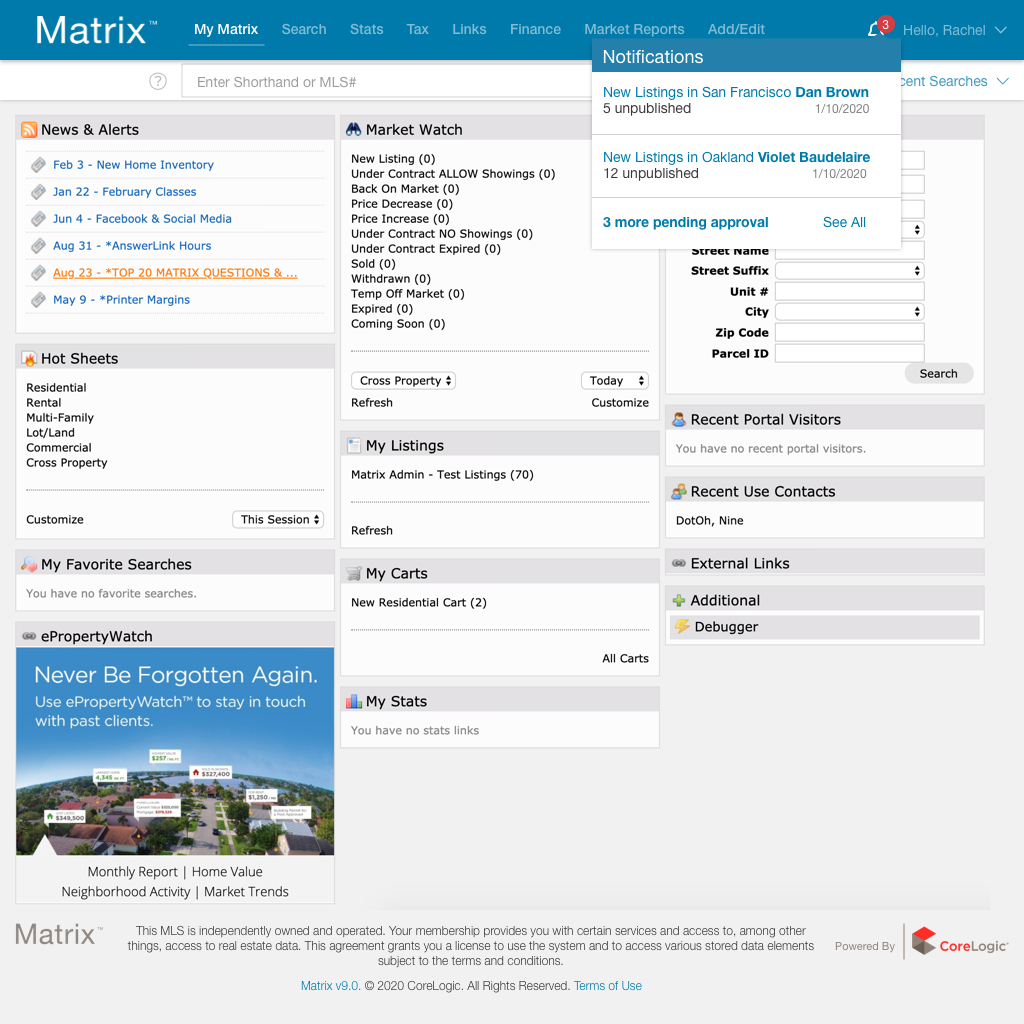 Matrix™
My Matrix
Search
Stats
Tax
Links
Finance
Market Reports
Add/Edit
3
Hello, Rachel
?
Enter Shorthand or MLS#
cent Searches
Notifications
New Listings in San Francisco Dan Brown
5 unpublished
1/10/2020
New Listings in Oakland Violet Baudelaire
12 unpublished
1/10/2020
3 more pending approval
See All
News & Alerts
Feb 3 - New Home Inventory
Jan 22 - February Classes
Jun 4 - Facebook & Social Media
Aug 31 - *AnswerLink Hours
Aug 23 - *TOP 20 MATRIX QUESTIONS & ...
May 9 - *Printer Margins
Hot Sheets
Residential
Rental
Multi-Family
Lot/Land
Commercial
Cross Property
Customize
This Session
My Favorite Searches
You have no favorite searches.
ePropertyWatch
Never Be Forgotten Again.
Use ePropertyWatch™ to stay in touch
with past clients.
$257
4,345
$327,400
$1,250
$349,500
Monthly Report | Home Value
Neighborhood Activity | Market Trends
Market Watch
New Listing (0)
Under Contract ALLOW Showings (0)
Back On Market (0)
Price Decrease (0)
Price Increase (0)
Under Contract NO Showings (0)
Under Contract Expired (0)
Sold (0)
Withdrawn (0)
Temp Off Market (0)
Expired (0)
Coming Soon (0)
Cross Property
Today
Refresh
Customize
My Listings
Matrix Admin - Test Listings (70)
Refresh
My Carts
New Residential Cart (2)
All Carts
My Stats
You have no stats links
Street Name
Street Suffix
Unit #
City
Zip Code
Parcel ID
Search
Recent Portal Visitors
You have no recent portal visitors.
Recent Use Contacts
DotOh, Nine
External Links
Additional
Debugger
Matrix™
This MLS is independently owned and operated. Your membership provides you with certain services and access to, among other
things, access to real estate data. This agreement grants you a license to use the system and to access various stored data elements
subject to the terms and conditions.
Matrix v9.0. © 2020 CoreLogic. All Rights Reserved. Terms of Use
Powered By
CoreLogic